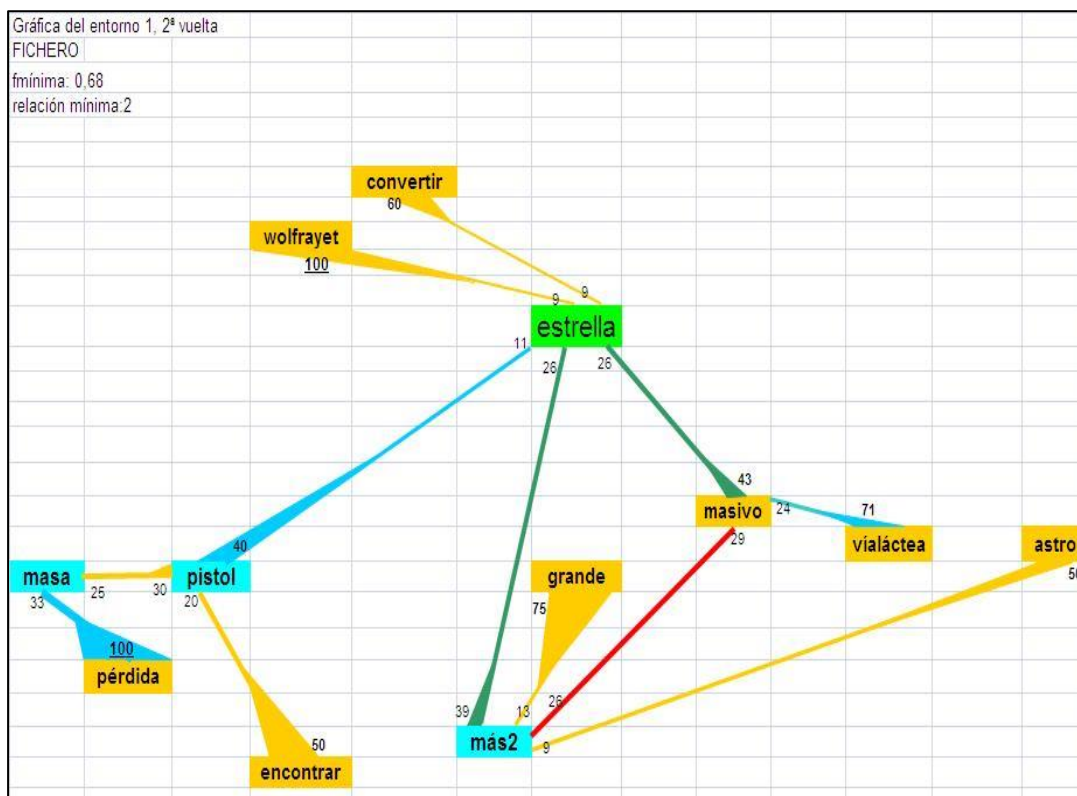 Gráfica del entorno 1, 2ª vuelta
FICHERO
fmínima: 0,68
relación mínima:2
convertir
60
wolfrayet
100
9
9
estrella
11
26
26
43
masivo
24
71
29
víaláctea
astro
50
40
masa
pistol
grande
25
30
33
20
75
100
pérdida
26
39
13
más2
9
50
encontrar